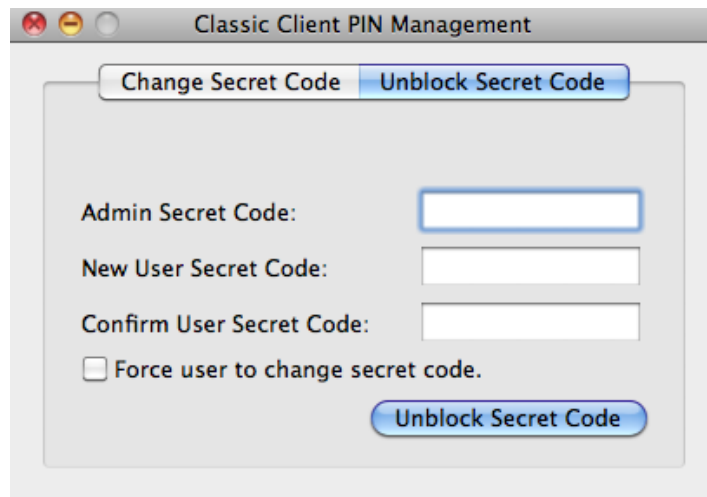 Classic Client PIN Management
Change Secret Code Unblock Secret Code
Admin Secret Code:
New User Secret Code:
Confirm User Secret Code:
Force user to change secret code.
Unblock Secret Code